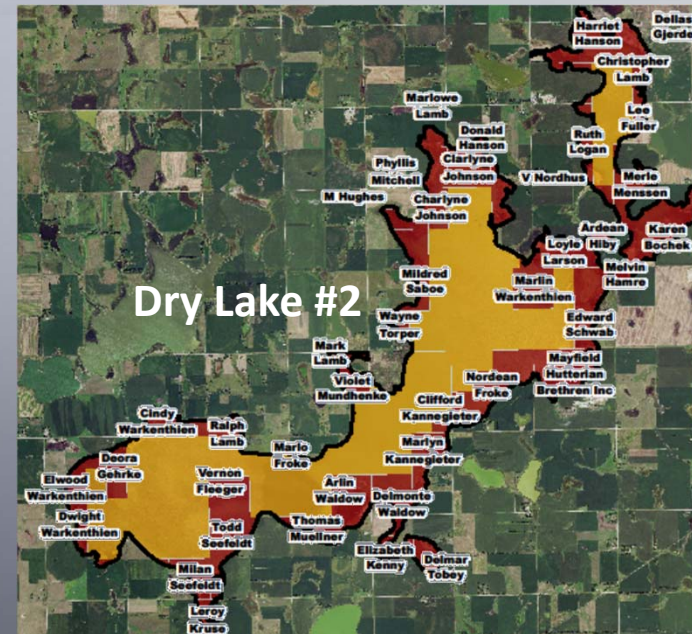 Harriet
Hanson
Dellas
Gjerde
Christopher
Lamb
Lee
Fuller
Ruth
Logan
Marlowe
Lamb
Donald
Hanson
Clarlyne
Johnson
Phyllis
Mitchell
V Nordhus
Merle
Menssen
M Hughes
Charlyne
Johnson
Ardean
Hiby
Karen
Bochek
Loyle
Larson
Melvin
Hamre
Mildred
Saboe
Marlin
Warkenthien
Dry Lake #2
Wayne
Torper
Edward
Schwab
Mark
Lamb
Mayfield
Hutterian
Brethren Inc
Violet
Mundhenke
Nordean
Froke
Clifford
Kannegieter
Cindy
Warkenthien
Ralph
Lamb
Mario
Froke
Marlyn
Kannegieter
Deora
Gehrke
Vernon
Fleeger
Elwood
Warkenthien
Arlin
Waldow
Delmonte
Waldow
Dwight
Warkenthien
Todd
Seefeldt
Thomas
Muellner
Elizabeth
Kenny
Delmar
Tobey
Milan
Seefeldt
Leroy
Kruse